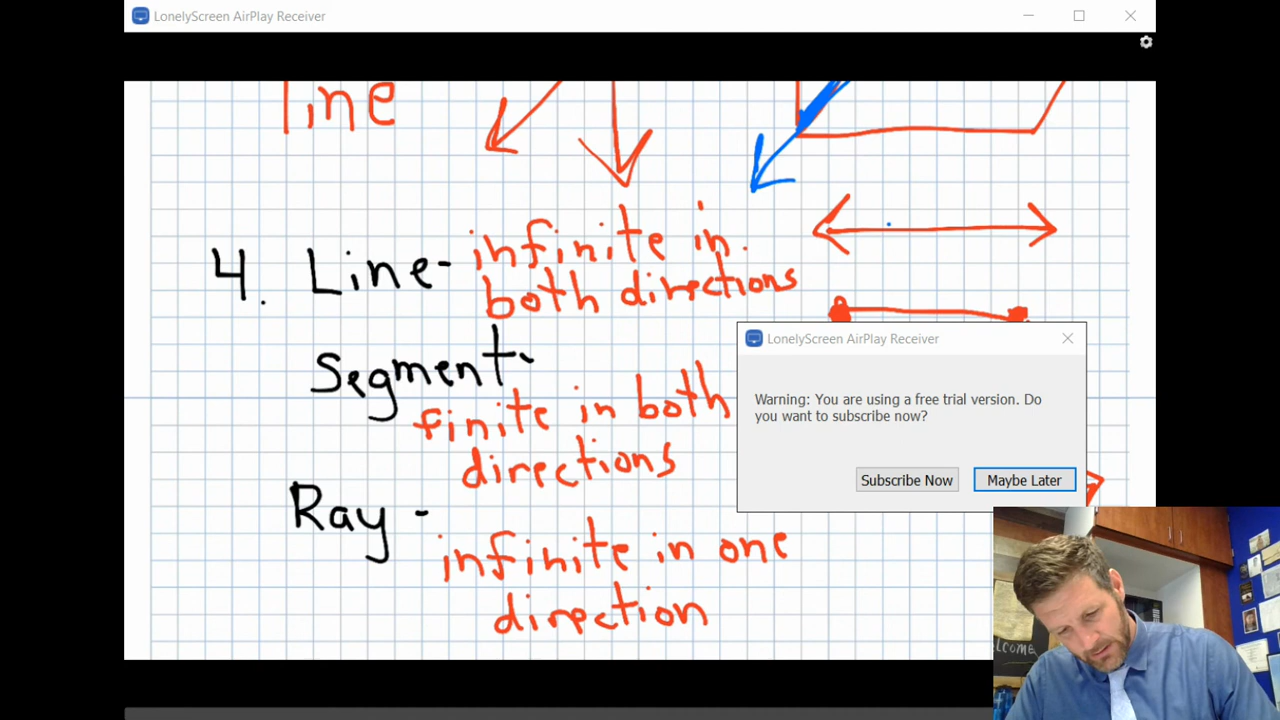 LonelyScreen AirPlay Receiver
line
4. Line- infinite in
both directions
Segment-
finite in both
directions
Ray -
infinite in one
direction
LonelyScreen AirPlay Receiver
Warning: You are using a free trial version. Do
you want to subscribe now?
Subscribe Now
Maybe Later
elcome